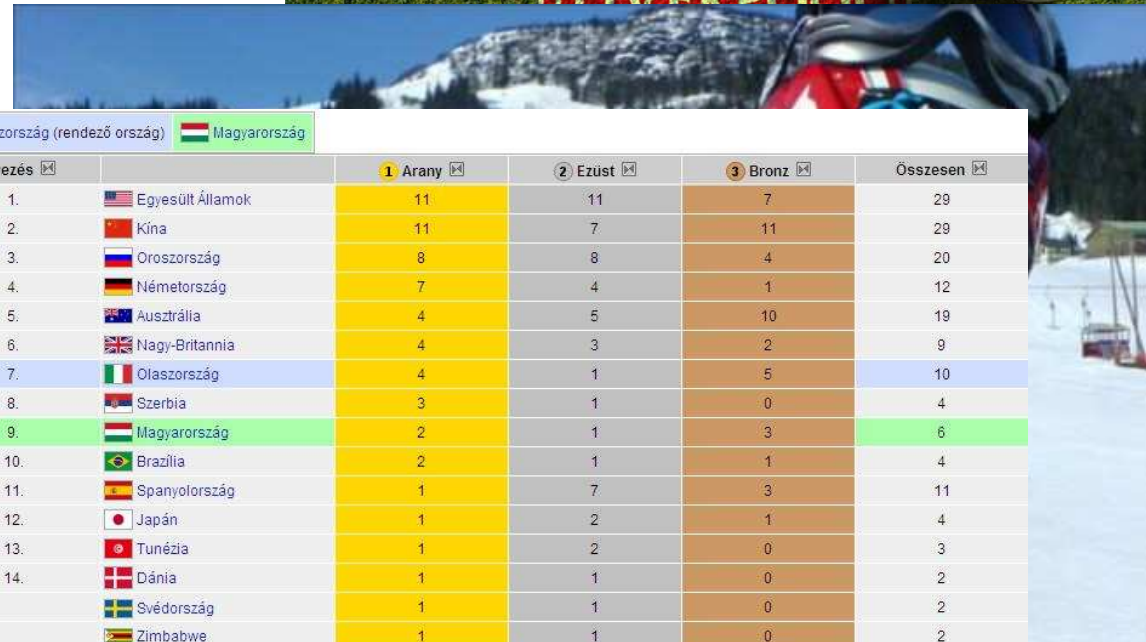 zország (rendező ország) Magyarország
ezés 1 Arany 2 Ezüst 3 Bronz Összesen
1. Egyesült Államok 11 11 7 29
2. Kína 11 7 11 29
3. Oroszország 8 8 4 20
4. Németország 7 4 1 12
5. Ausztrália 4 5 10 19
6. Nagy-Britannia 4 3 2 9
7. Olaszország 4 1 5 10
8. Szerbia 3 1 0 4
9. Magyarország 2 1 3 6
10. Brazília 2 1 1 4
11. Spanyolország 1 7 3 11
12. Japán 1 2 1 4
13. Tunézia 1 2 0 3
14. Dánia 1 1 0 2
Svédország 1 1 0 2
Zimbabwe 1 1 0 2